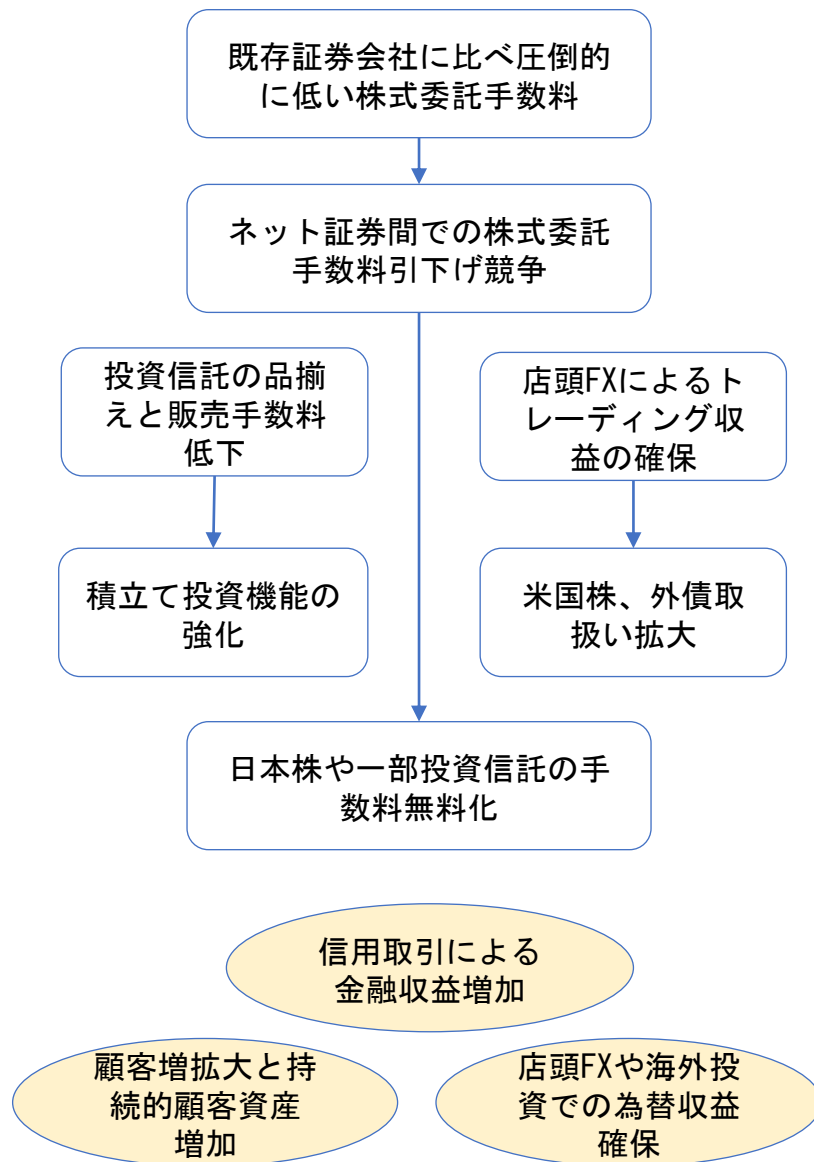 既存証券会社に比べ圧倒的
に低い株式委託手数料
ネット証券間での株式委託
手数料引下げ競争
投資信託の品揃
えと販売手数料
低下
店頭FXによるト
レーディング収
益の確保
積立て投資機能の
強化
米国株、外債取
扱い拡大
日本株や一部投資信託の手
数料無料化
信用取引による
金融収益増加
顧客増拡大と持
続的顧客資産
増加
店頭FXや海外投
資での為替収益
確保